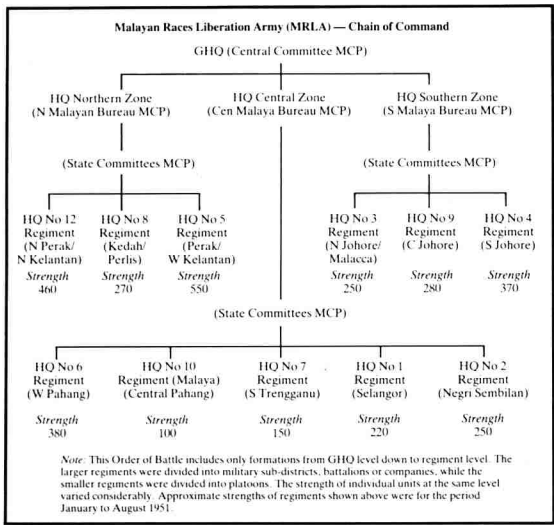 Malayan Races Liberation Army (MRLA) — Chain of Command
GHQ (Central Committee MCP)
HQ Northern Zone
(N Malayan Bureau MCP)
HQ Central Zone
(Cen Malaya Bureau MCP)
HQ Southern Zone
(S Malaya Bureau MCP)
(State Committees MCP)
(State Committees MCP)
HQ No 12
Regiment
(N Perak/
N Kelantan)
Strength
460
HQ No 8
Regiment
(Kedah/
Perlis)
Strength
270
HQ No 5
Regiment
(Perak/
W Kelantan)
Strength
550
HQ No 3
Regiment
(N Johore/
Malacca)
Strength
250
HQ No 9
Regiment
(C Johore)
Strength
280
HQ No 4
Regiment
(S Johore)
Strength
370
(State Committees MCP)
HQ No 6
Regiment
(W Pahang)
Strength
380
HQ No 10
Regiment (Malaya)
(Central Pahang)
Strength
100
HQ No 7
Regiment
(S Trengganu)
Strength
150
HQ No 1
Regiment
(Selangor)
Strength
220
HQ No 2
Regiment
(Negri Sembilan)
Strength
250
Note: This Order of Battle includes only formations from GHQ level down to regiment level. The
larger regiments were divided into military sub-districts, battalions or companies, while the
smaller regiments were divided into platoons. The strength of individual units at the same level
varied considerably. Approximate strengths of regiments shown above were for the period
January to August 1951.